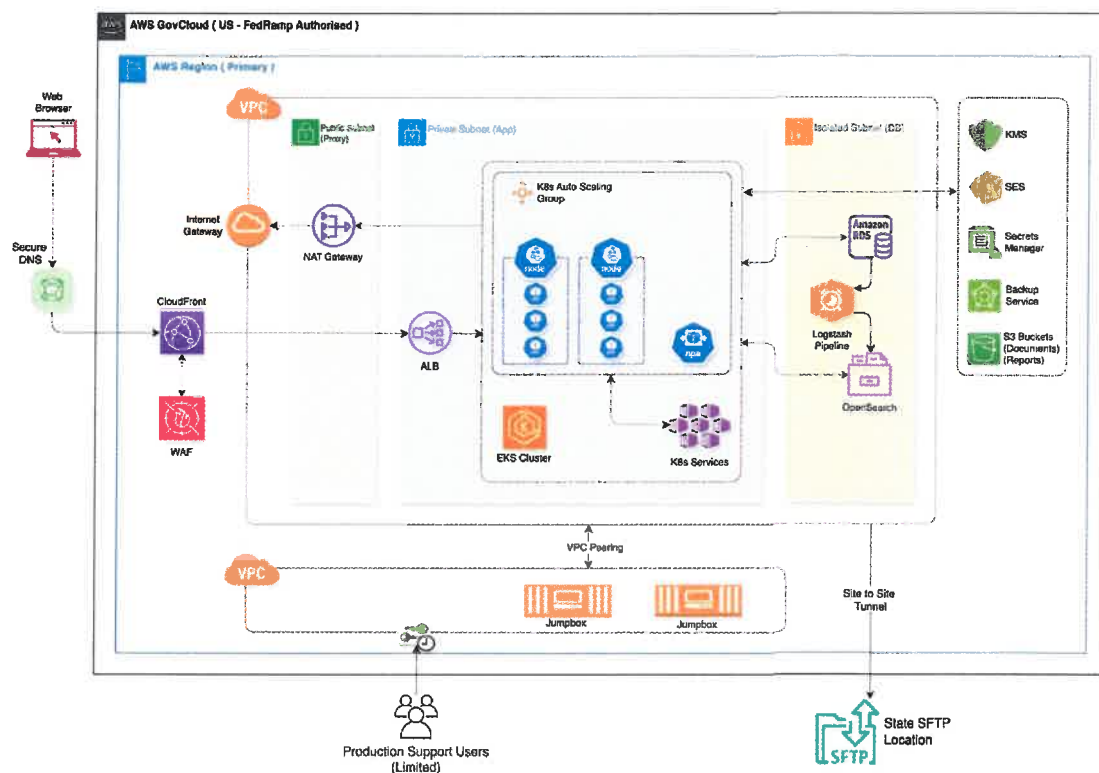 AWS GovCloud ( US - FedRamp Authorised )
AWS Region ( Primary )
Web
Browser
VPC
Public Subnet
(Proxy)
Private Subnet (App)
Isolated Subnet (DB)
KMS
K8s Auto Scaling
Group
SES
Internet
Gateway
NAT Gateway
Amazon
RDS
Secrets
Manager
Secure
DNS
node
node
CloudFront
Backup
Service
Logstash
Pipeline
S3 Buckets
(Documents)
(Reports)
ALB
OpenSearch
WAF
EKS Cluster
K8s Services
VPC Peering
VPC
Site to Site
Tunnel
Jumpbox
Jumpbox
State SFTP
Location
SFTP
Production Support Users
(Limited)